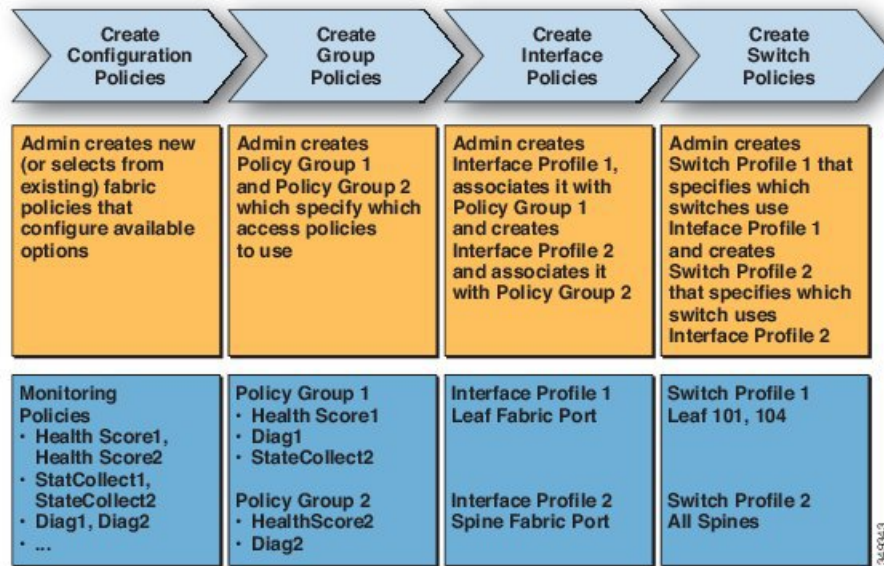 Create
Configuration
Policies
Create
Group
Policies
Create
Interface
Policies
Create
Switch
Policies
Admin creates new
(or selects from
existing) fabric
policies that
configure available
options
Admin creates
Policy Group 1
and Policy Group 2
which specify which
access policies
to use
Admin creates
Interface Profile 1,
associates it with
Policy Group 1
and creates
Interface Profile 2
and associates it
with Policy Group 2
Admin creates
Switch Profile 1 that
specifies which
switches use
Inteface Profile 1
and creates
Switch Profile 2
that specifies which
switch uses
Interface Profile 2
Monitoring
Policies
• Health Score1,
Health Score2
• StatCollect1,
StateCollect2
• Diag1, Diag2
• ...
Policy Group 1
• Health Score1
• Diag1
• StateCollect2
Policy Group 2
• HealthScore2
• Diag2
Interface Profile 1
Leaf Fabric Port
Interface Profile 2
Spine Fabric Port
Switch Profile 1
Leaf 101, 104
Switch Profile 2
All Spines
349343